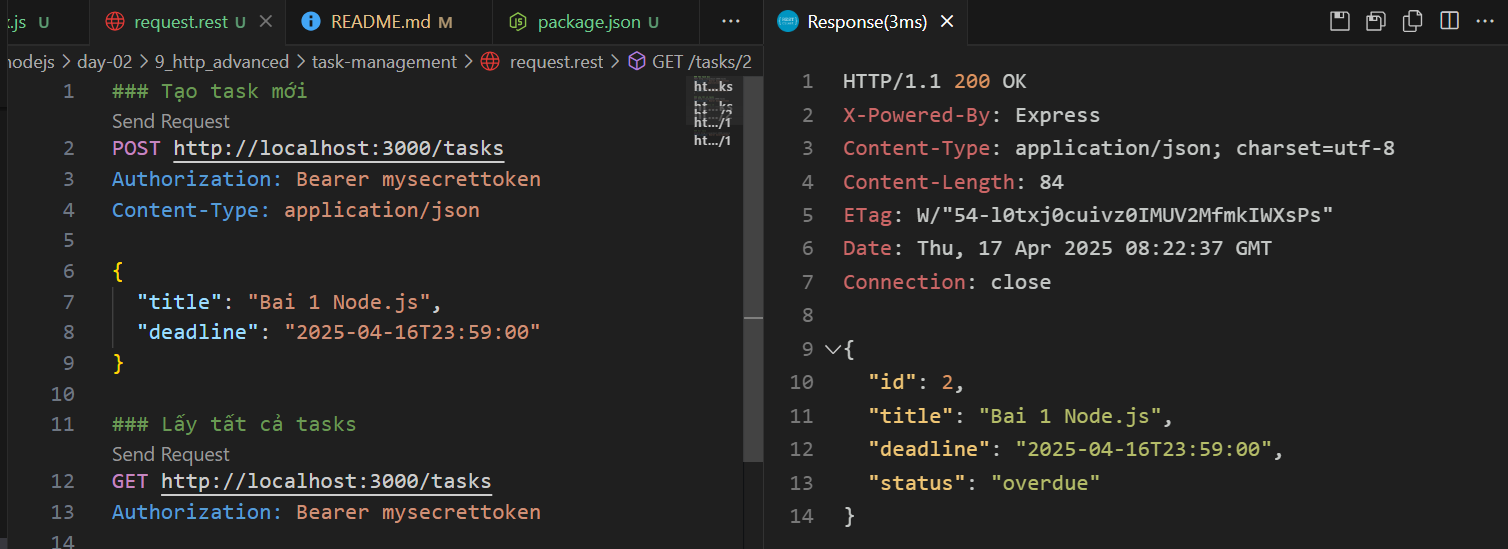 .js U
request.rest U
README.md M
package.json U
...
nodejs > day-02 > 9_http_advanced > task-management > request.rest > GET /tasks/2
1 ### Tạo task mới
Send Request
2 POST http://localhost:3000/tasks
3 Authorization: Bearer mysecrettoken
4 Content-Type: application/json
5
6 {
7 "title": "Bai 1 Node.js",
8 "deadline": "2025-04-16T23:59:00"
9 }
10
11 ### Lấy tất cả tasks
Send Request
12 GET http://localhost:3000/tasks
13 Authorization: Bearer mysecrettoken
14
ht...ks
ht...ks
ht.../1
ht.../1
Response(3ms)
...
1 HTTP/1.1 200 OK
2 X-Powered-By: Express
3 Content-Type: application/json; charset=utf-8
4 Content-Length: 84
5 ETag: W/"54-l0txj0cuivz0IMUV2MfmkIWXsPs"
6 Date: Thu, 17 Apr 2025 08:22:37 GMT
7 Connection: close
8
9 {
10 "id": 2,
11 "title": "Bai 1 Node.js",
12 "deadline": "2025-04-16T23:59:00",
13 "status": "overdue"
14 }